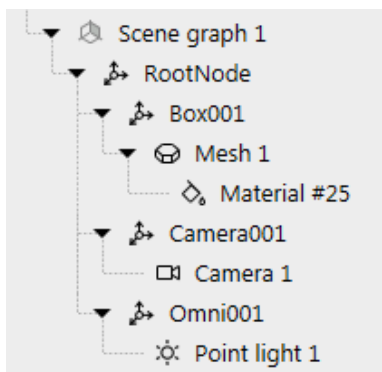 Scene graph 1
RootNode
Box001
Mesh 1
Material #25
Camera001
Camera 1
Omni001
Point light 1